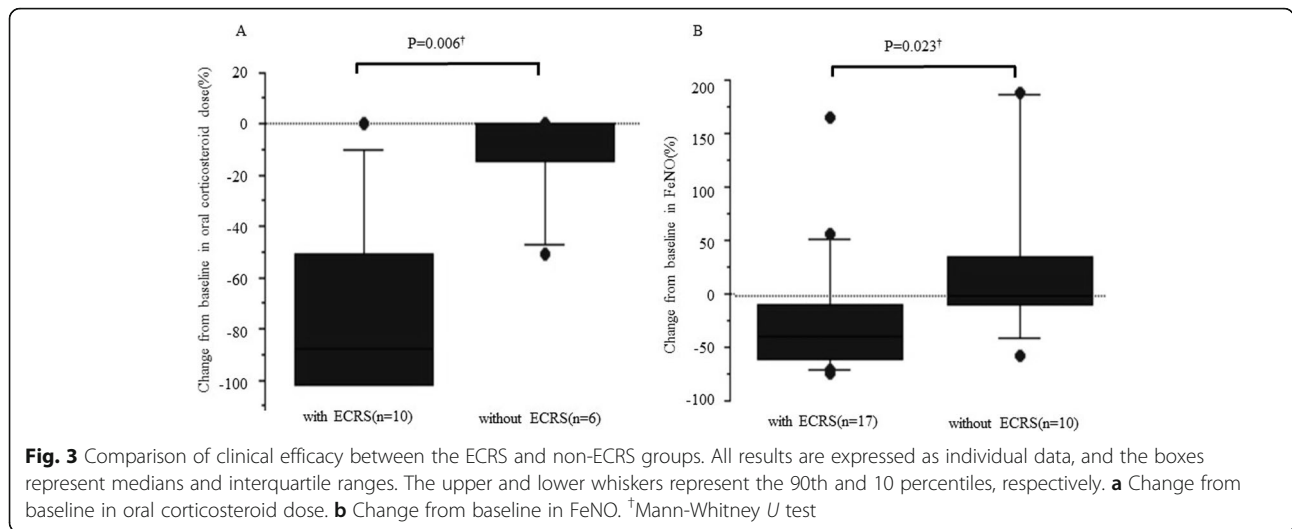 A
P=0.006†
Change from baseline in oral corticosteroid dose(%)
20
0
-20
-40
-60
-80
-100
with ECRS(n=10)
without ECRS(n=6)
B
P=0.023†
Change from baseline in FeNO(%)
200
150
100
50
0
-50
-100
with ECRS(n=17)
without ECRS(n=10)
Fig. 3 Comparison of clinical efficacy between the ECRS and non-ECRS groups. All results are expressed as individual data, and the boxes
represent medians and interquartile ranges. The upper and lower whiskers represent the 90th and 10 percentiles, respectively. a Change from
baseline in oral corticosteroid dose. b Change from baseline in FeNO. †Mann-Whitney U test